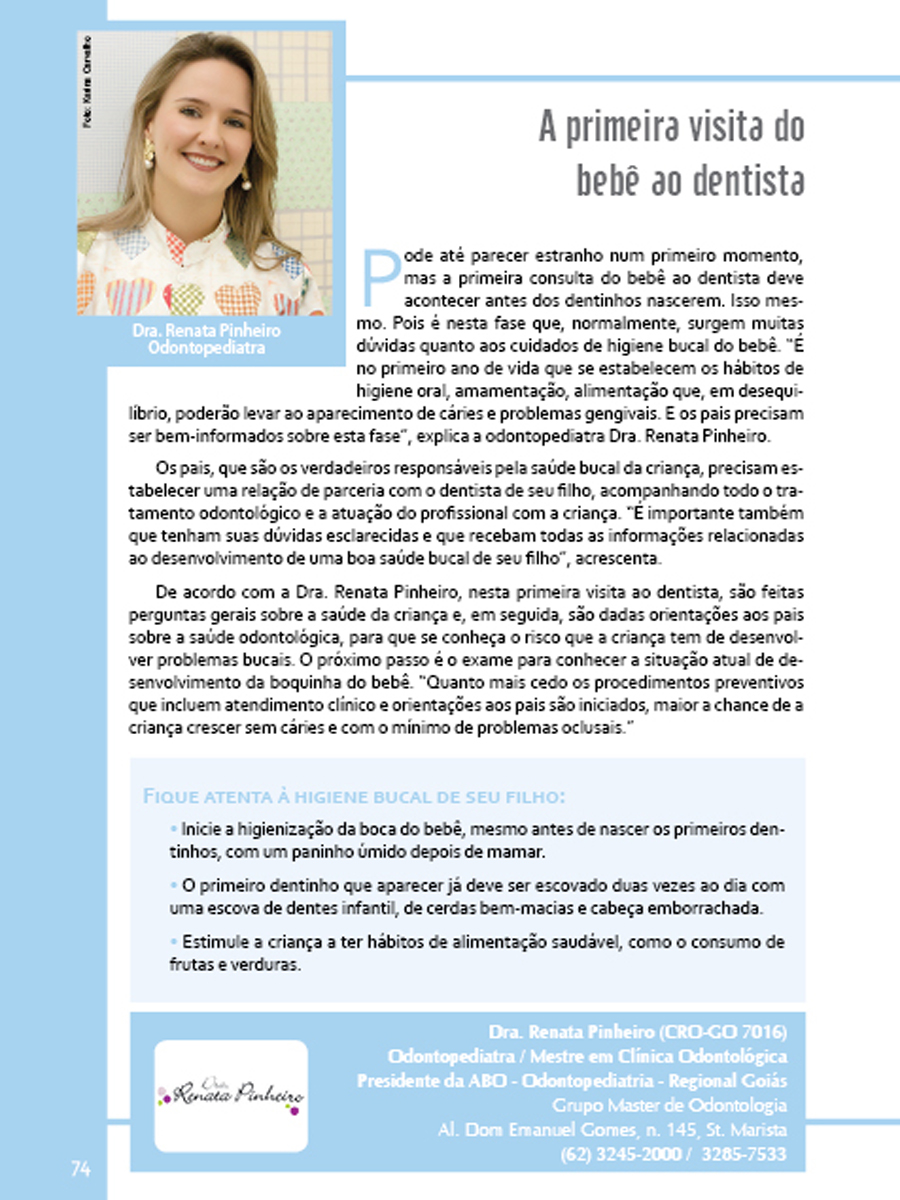 Foto: Karina Carvalho
A primeira visita do
bebê ao dentista
Dra. Renata Pinheiro
Odontopediatra
Pode até parecer estranho num primeiro momento,
mas a primeira consulta do bebê ao dentista deve
acontecer antes dos dentinhos nascerem. Isso mes-
mo. Pois é nesta fase que, normalmente, surgem muitas
dúvidas quanto aos cuidados de higiene bucal do bebê. “É
no primeiro ano de vida que se estabelecem os hábitos de
higiene oral, amamentação, alimentação que, em desequi-
líbrio, poderão levar ao aparecimento de cáries e problemas gengivais. E os pais precisam
ser bem-informados sobre esta fase”, explica a odontopediatra Dra. Renata Pinheiro.
Os pais, que são os verdadeiros responsáveis pela saúde bucal da criança, precisam es-
tabelecer uma relação de parceria com o dentista de seu filho, acompanhando todo o tra-
tamento odontológico e a atuação do profissional com a criança. “É importante também
que tenham suas dúvidas esclarecidas e que recebam todas as informações relacionadas
ao desenvolvimento de uma boa saúde bucal de seu filho”, acrescenta.
De acordo com a Dra. Renata Pinheiro, nesta primeira visita ao dentista, são feitas
perguntas gerais sobre a saúde da criança e, em seguida, são dadas orientações aos pais
sobre a saúde odontológica, para que se conheça o risco que a criança tem de desenvol-
ver problemas bucais. O próximo passo é o exame para conhecer a situação atual de de-
senvolvimento da boquinha do bebê. “Quanto mais cedo os procedimentos preventivos
que incluem atendimento clínico e orientações aos pais são iniciados, maior a chance de a
criança crescer sem cáries e com o mínimo de problemas oclusais.”
Fique atenta à higiene bucal de seu filho:
• Inicie a higienização da boca do bebê, mesmo antes de nascer os primeiros den-
tinhos, com um paninho úmido depois de mamar.
• O primeiro dentinho que aparecer já deve ser escovado duas vezes ao dia com
uma escova de dentes infantil, de cerdas bem-macias e cabeça emborrachada.
• Estimule a criança a ter hábitos de alimentação saudável, como o consumo de
frutas e verduras.
Dra.
Renata Pinheiro
Dra. Renata Pinheiro (CRO-GO 7016)
Odontopediatra / Mestre em Clínica Odontológica
Presidente da ABO - Odontopediatria - Regional Goiás
Grupo Master de Odontologia
Al. Dom Emanuel Gomes, n. 145, St. Marista
(62) 3245-2000 / 3285-7533
74